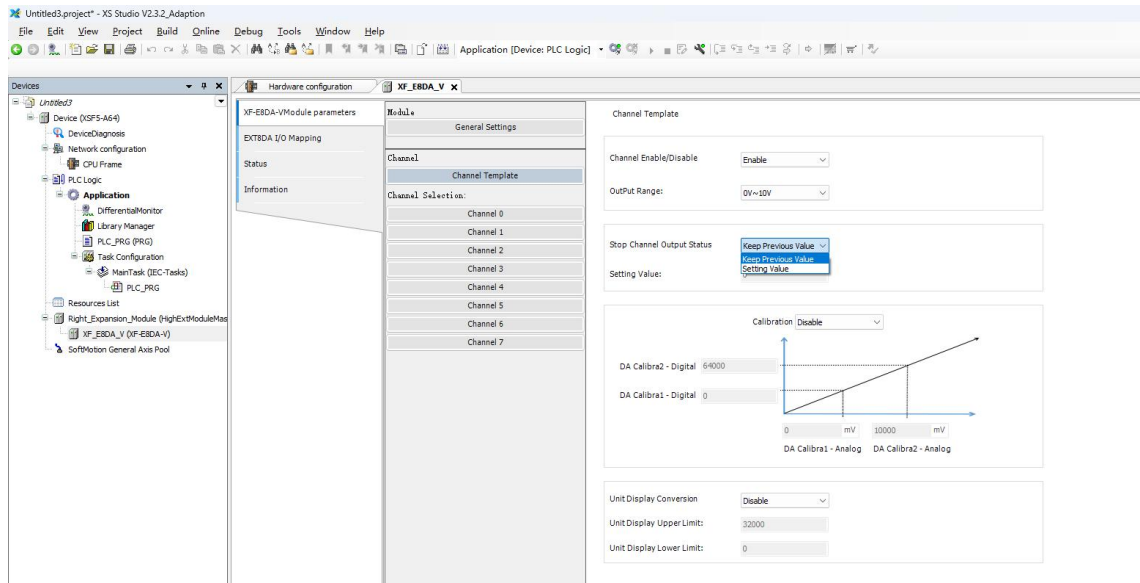 Untitled3.project* - XS Studio V2.3.2_Adaption
File Edit View Project Build Online Debug Tools Window Help
Application [Device: PLC Logic]
Devices
Untitled3
Device (XSF5-A64)
DeviceDiagnosis
Network configuration
CPU Frame
PLC Logic
Application
DifferentialMonitor
Library Manager
PLC_PRG (PRG)
Task Configuration
MainTask (IEC-Tasks)
PLC_PRG
Resources List
Right_Expansion_Module (HighExtModuleMas
XF_E8DA_V (XF-E8DA-V)
SoftMotion General Axis Pool
Hardware configuration
XF_E8DA_V
XF-E8DA-VModule parameters
EXT8DA I/O Mapping
Status
Information
Module
General Settings
Channel
Channel Template
Channel Selection:
Channel 0
Channel 1
Channel 2
Channel 3
Channel 4
Channel 5
Channel 6
Channel 7
Channel Template
Channel Enable/Disable Enable
OutPut Range: 0V~10V
Stop Channel Output Status Keep Previous Value
Keep Previous Value
Setting Value
Setting Value:
Calibration Disable
DA Calibra2 - Digital 64000
DA Calibra1 - Digital 0
0 mV 10000 mV
DA Calibra1 - Analog DA Calibra2 - Analog
Unit Display Conversion Disable
Unit Display Upper Limit: 32000
Unit Display Lower Limit: 0